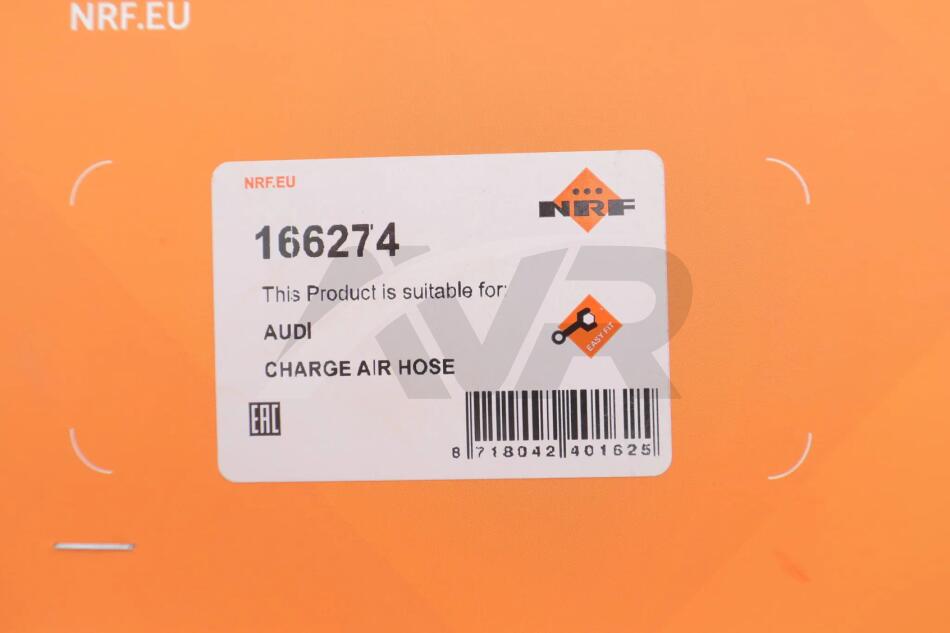 NRF.EU
NRF.EU
NRF
166274
This Product is suitable for:
AUDI
EASY FIT
CHARGE AIR HOSE
EAC
8 718042 401625
AVR